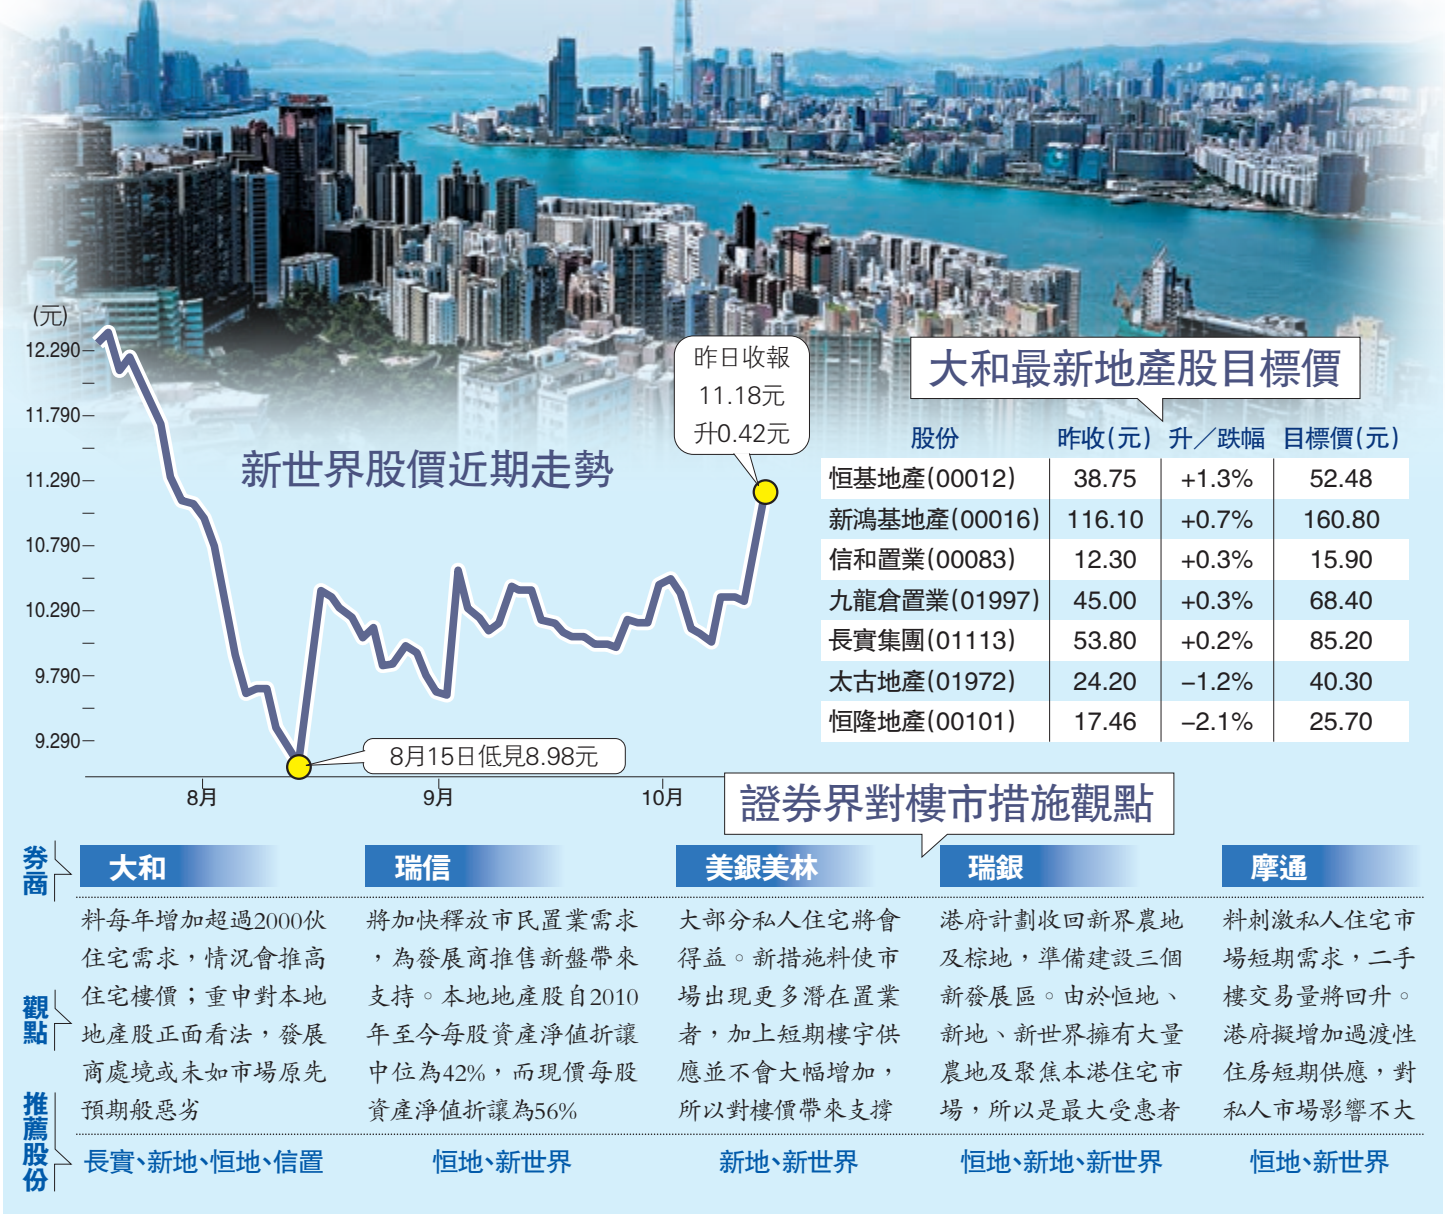 (元)
12.290
11.790
11.290
10.790
10.290
9.790
9.290
新世界股價近期走勢
昨日收報
11.18元
升0.42元
8月15日低見8.98元
8月 9月 10月
大和最新地產股目標價
股份 昨收(元) 升／跌幅 目標價(元)
恒基地產(00012) 38.75 +1.3% 52.48
新鴻基地產(00016) 116.10 +0.7% 160.80
信和置業(00083) 12.30 +0.3% 15.90
九龍倉置業(01997) 45.00 +0.3% 68.40
長實集團(01113) 53.80 +0.2% 85.20
太古地產(01972) 24.20 −1.2% 40.30
恒隆地產(00101) 17.46 −2.1% 25.70
證券界對樓市措施觀點
券商
觀點
推薦股份
大和
料每年增加超過2000伙
住宅需求，情況會推高
住宅樓價；重申對本地
地產股正面看法，發展
商處境或未如市場原先
預期般惡劣
長實、新地、恒地、信置
瑞信
將加快釋放市民置業需求
，為發展商推售新盤帶來
支持。本地地產股自2010
年至今每股資產淨值折讓
中位為42%，而現價每股
資產淨值折讓為56%
恒地、新世界
美銀美林
大部分私人住宅將會
得益。新措施料使市
場出現更多潛在置業
者，加上短期樓宇供
應並不會大幅增加，
所以對樓價帶來支撐
新地、新世界
瑞銀
港府計劃收回新界農地
及棕地，準備建設三個
新發展區。由於恒地、
新地、新世界擁有大量
農地及聚焦本港住宅市
場，所以是最大受惠者
恒地、新地、新世界
摩通
料刺激私人住宅市
場短期需求，二手
樓交易量將回升。
港府擬增加過渡性
住房短期供應，對
私人市場影響不大
恒地、新世界